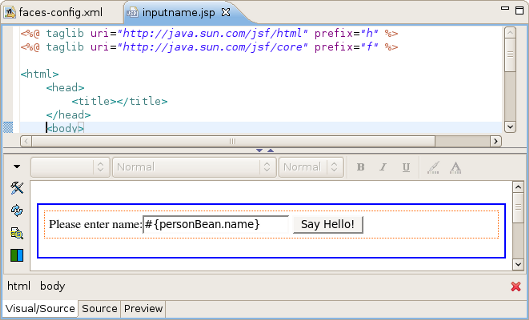 faces-config.xml inputname.jsp
<%@ taglib uri="http://java.sun.com/jsf/html" prefix="h" %>
<%@ taglib uri="http://java.sun.com/jsf/core" prefix="f" %>
<html>
<head>
<title></title>
</head>
<body>
Normal Normal B I U A
Please enter name: #{personBean.name} Say Hello!
html body
Visual/Source Source Preview